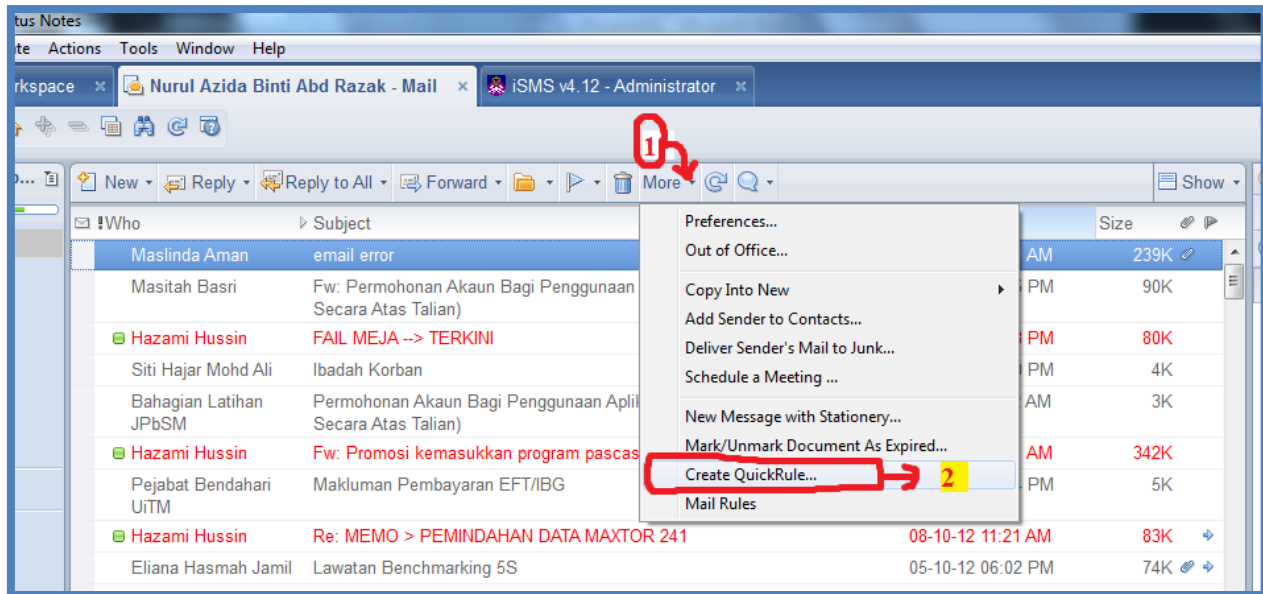 tus Notes
te Actions Tools Window Help
rkspace Nurul Azida Binti Abd Razak - Mail iSMS v4.12 - Administrator
1
New Reply Reply to All Forward More Show
!Who Subject Size
Preferences...
Maslinda Aman email error AM 239K
Out of Office...
Masitah Basri Fw: Permohonan Akaun Bagi Penggunaan PM 90K
Secara Atas Talian)
Copy Into New
Add Sender to Contacts...
Hazami Hussin FAIL MEJA --> TERKINI PM 80K
Deliver Sender's Mail to Junk...
Siti Hajar Mohd Ali Ibadah Korban PM 4K
Schedule a Meeting ...
Bahagian Latihan JPbSM Permohonan Akaun Bagi Penggunaan Apli AM 3K
Secara Atas Talian)
New Message with Stationery...
Mark/Unmark Document As Expired...
Hazami Hussin Fw: Promosi kemasukkan program pascas AM 342K
Create QuickRule... 2
Pejabat Bendahari UiTM Makluman Pembayaran EFT/IBG PM 5K
Mail Rules
Hazami Hussin Re: MEMO > PEMINDAHAN DATA MAXTOR 241 08-10-12 11:21 AM 83K
Eliana Hasmah Jamil Lawatan Benchmarking 5S 05-10-12 06:02 PM 74K